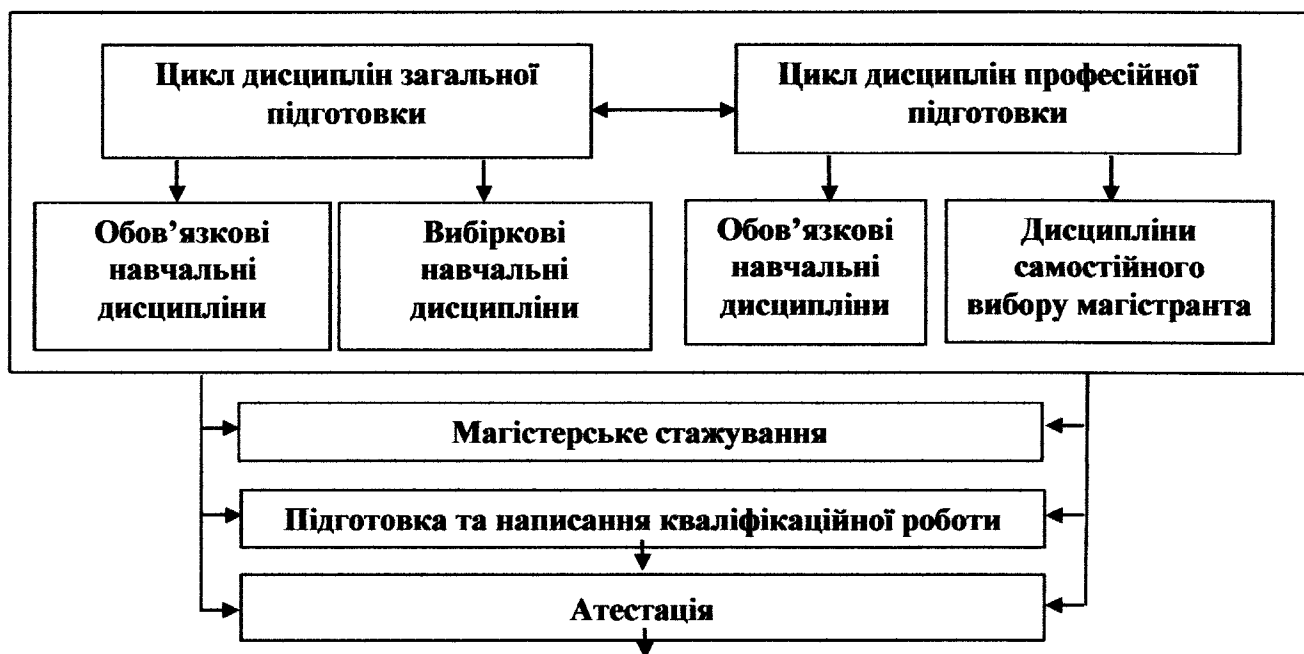 Цикл дисциплін загальної
підготовки
Цикл дисциплін професійної
підготовки
Обов’язкові
навчальні
дисципліни
Вибіркові
навчальні
дисципліни
Обов’язкові
навчальні
дисципліни
Дисципліни
самостійного
вибору магістранта
Магістерське стажування
Підготовка та написання кваліфікаційної роботи
Атестація